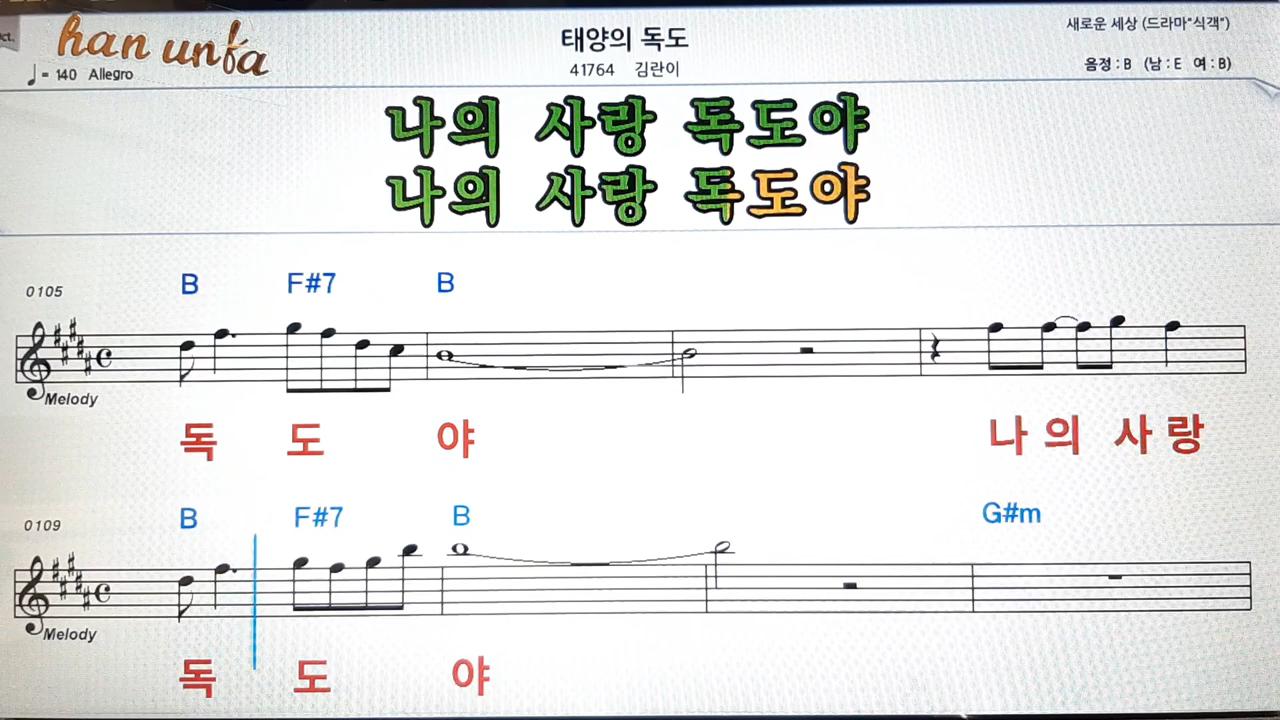 han unfa
태양의 독도
새로운 세상 (드라마"식객")
♩ = 140 Allegro
41764 김란이
음정 : B (남 : E 여 : B)
나의 사랑 독도야
나의 사랑 독도야
0105
B F#7 B
Melody
독 도 야 나 의 사 랑
0109
B F#7 B G#m
Melody
독 도 야